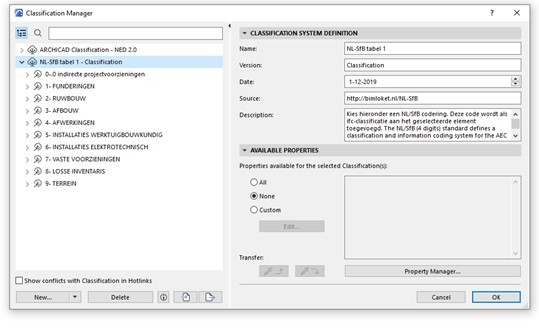 Classification Manager
ARCHICAD Classification - NED 2.0
NL-SfB tabel 1 - Classification
0-.0 indirecte projectvoorzieningen
1- FUNDERINGEN
2- RUWBOUW
3- AFBOUW
4- AFWERKINGEN
5- INSTALLATIES WERKTUIGBOUWKUNDIG
6- INSTALLATIES ELEKTROTECHNISCH
7- VASTE VOORZIENINGEN
8- LOSSE INVENTARIS
9- TERREIN
Show conflicts with Classification in Hotlinks
New...
Delete
CLASSIFICATION SYSTEM DEFINITION
Name:
NL-SfB tabel 1
Version:
Classification
Date:
1-12-2019
Source:
http://bimloket.nl/NL-SfB
Description:
Kies hieronder een NL/SfB codering. Deze code wordt als
ifc-classificatie aan het geselecteerde element
toegevoegd. The NL/SfB (4 digits) standard defines a
classification and information coding system for the AEC
AVAILABLE PROPERTIES
Properties available for the selected Classification(s):
All
None
Custom
Edit...
Transfer:
Property Manager...
Cancel
OK